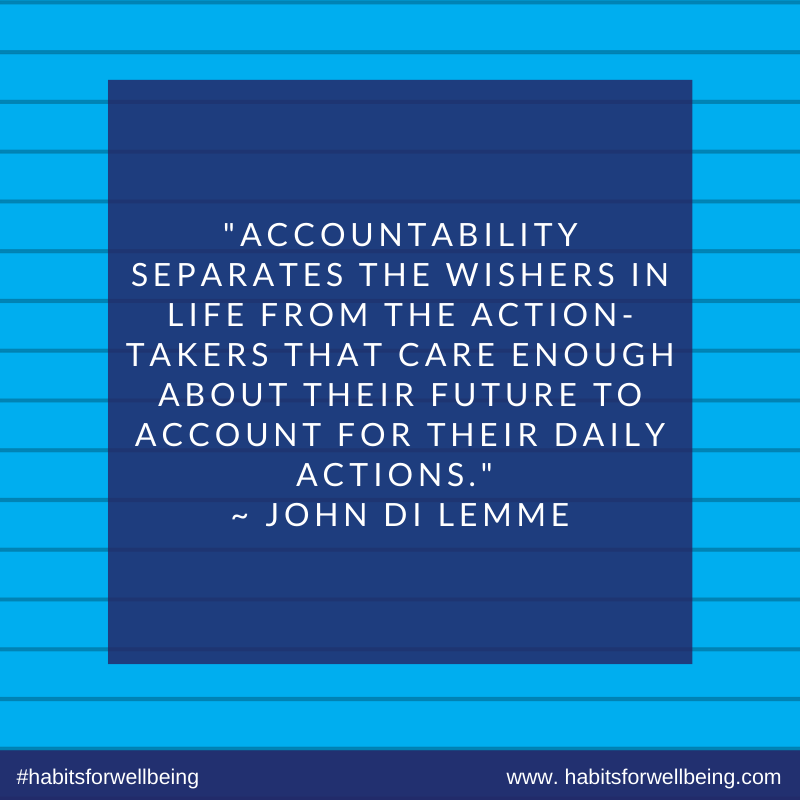 "ACCOUNTABILITY
SEPARATES THE WISHERS IN
LIFE FROM THE ACTION-
TAKERS THAT CARE ENOUGH
ABOUT THEIR FUTURE TO
ACCOUNT FOR THEIR DAILY
ACTIONS."
~ JOHN DI LEMME
#habitsforwellbeing
www. habitsforwellbeing.com